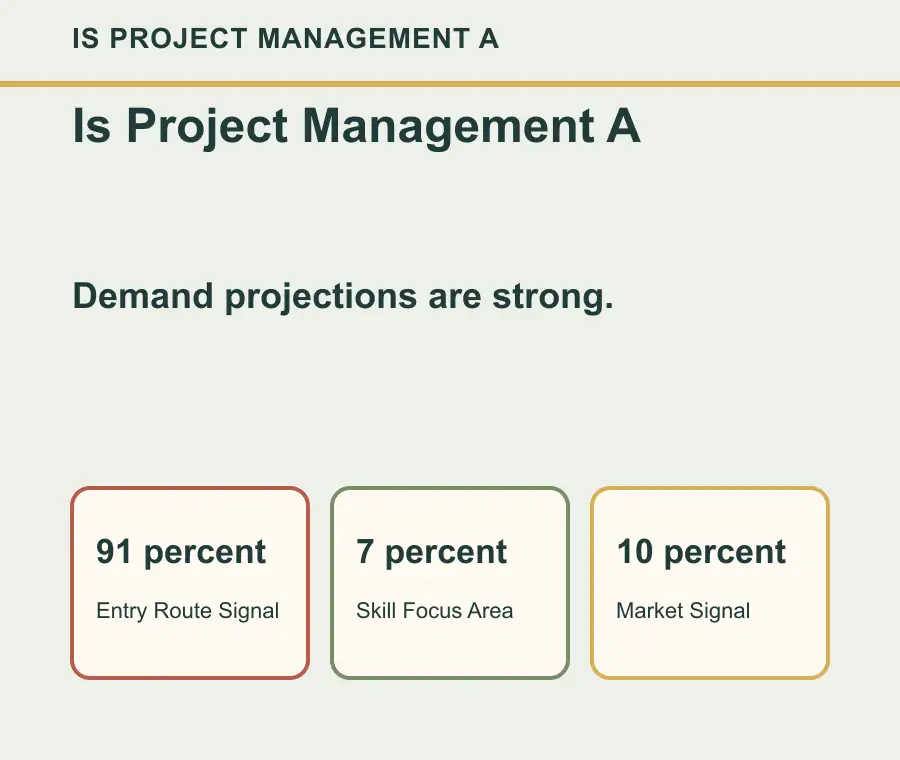 IS PROJECT MANAGEMENT A
Is Project Management A
Demand projections are strong.
91 percent
Entry Route Signal
7 percent
Skill Focus Area
10 percent
Market Signal